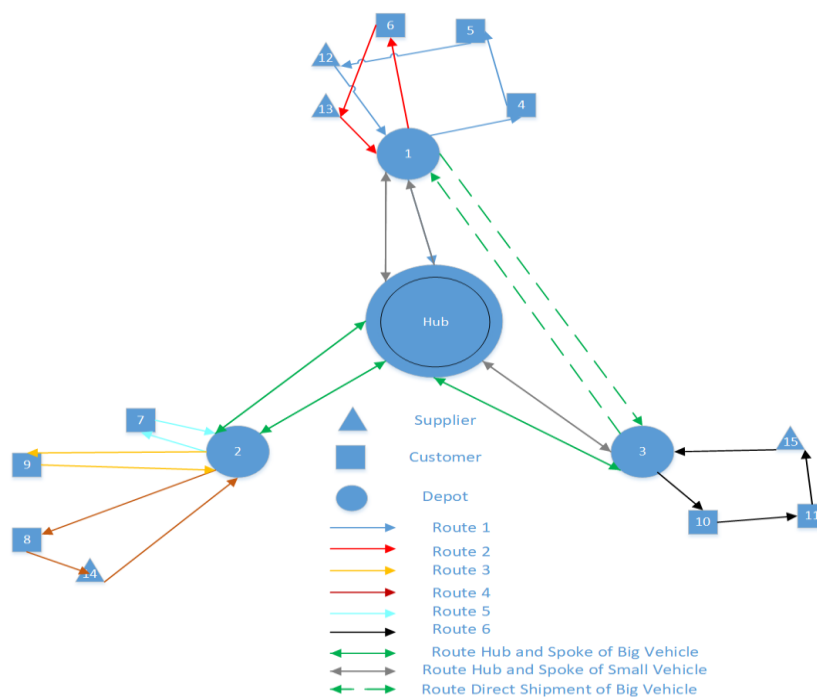 6
5
12
13
4
1
Hub
7
Supplier
Customer
9
2
3
15
Depot
8
14
10
11
Route 1
Route 2
Route 3
Route 4
Route 5
Route 6
Route Hub and Spoke of Big Vehicle
Route Hub and Spoke of Small Vehicle
Route Direct Shipment of Big Vehicle